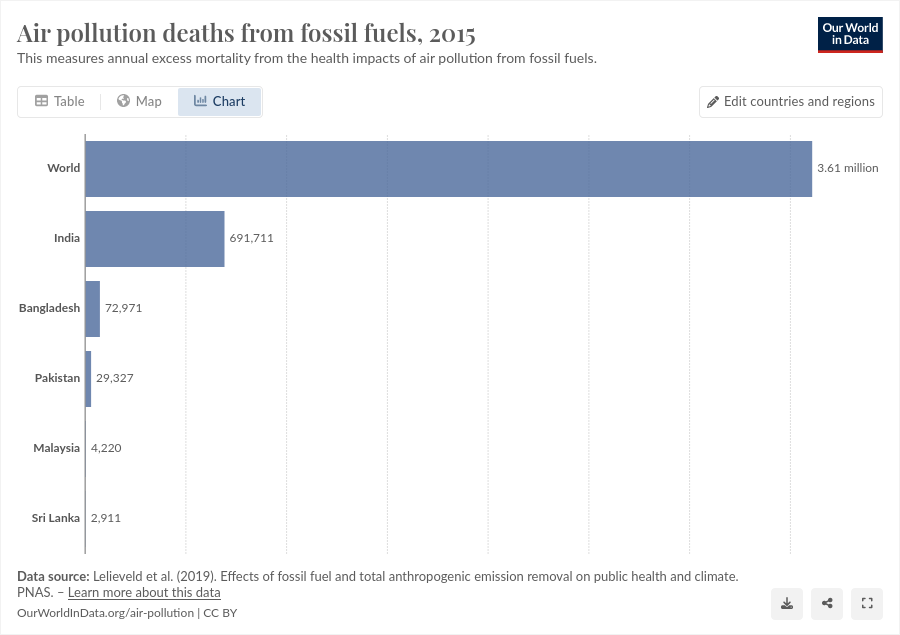 Air pollution deaths from fossil fuels, 2015
This measures annual excess mortality from the health impacts of air pollution from fossil fuels.
Our World
in Data
Table
Map
Chart
Edit countries and regions
World
3.61 million
India
691,711
Bangladesh
72,971
Pakistan
29,327
Malaysia
4,220
Sri Lanka
2,911
Data source: Lelieveld et al. (2019). Effects of fossil fuel and total anthropogenic emission removal on public health and climate.
PNAS. – Learn more about this data
OurWorldInData.org/air-pollution | CC BY